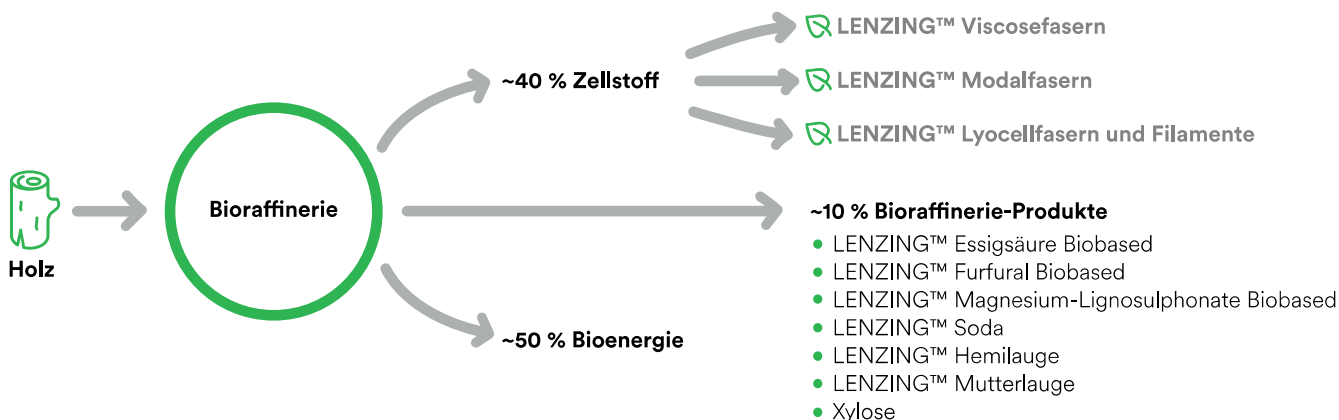 Holz
Bioraffinerie
~40 % Zellstoff
LENZING™ Viscosefasern
LENZING™ Modalfasern
LENZING™ Lyocellfasern und Filamente
~10 % Bioraffinerie-Produkte
• LENZING™ Essigsäure Biobased
• LENZING™ Furfural Biobased
• LENZING™ Magnesium-Lignosulphonate Biobased
• LENZING™ Soda
• LENZING™ Hemilauge
• LENZING™ Mutterlauge
• Xylose
~50 % Bioenergie